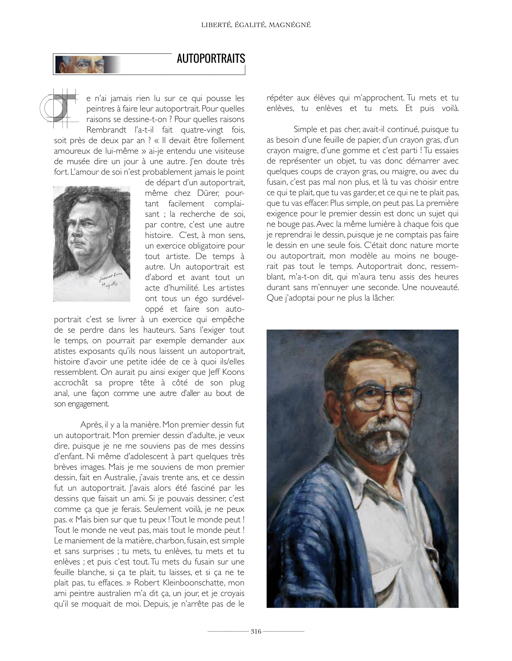 LIBERTÉ, ÉGALITÉ, MAGNÉGNÉ
AUTOPORTRAITS
J
e n'ai jamais rien lu sur ce qui pousse les
peintres à faire leur autoportrait. Pour quelles
raisons se dessine-t-on ? Pour quelles raisons
Rembrandt l'a-t-il fait quatre-vingt fois,
soit près de deux par an ? « Il devait être follement
amoureux de lui-même » ai-je entendu une visiteuse
de musée dire un jour à une autre. J'en doute très
fort. L'amour de soi n'est probablement jamais le point
de départ d'un autoportrait,
même chez Dürer, pour-
tant facilement complai-
sant ; la recherche de soi,
par contre, c'est une autre
histoire. C'est, à mon sens,
un exercice obligatoire pour
tout artiste. De temps à
autre. Un autoportrait est
d'abord et avant tout un
acte d'humilité. Les artistes
ont tous un égo surdével-
oppé et faire son auto-
portrait c'est se livrer à un exercice qui empêche
de se perdre dans les hauteurs. Sans l'exiger tout
le temps, on pourrait par exemple demander aux
atistes exposants qu'ils nous laissent un autoportrait,
histoire d'avoir une petite idée de ce à quoi ils/elles
ressemblent. On aurait pu ainsi exiger que Jeff Koons
accrochât sa propre tête à côté de son plug
anal, une façon comme une autre d'aller au bout de
son engagement.
Après, il y a la manière. Mon premier dessin fut
un autoportrait. Mon premier dessin d'adulte, je veux
dire, puisque je ne me souviens pas de mes dessins
d'enfant. Ni même d'adolescent à part quelques très
brèves images. Mais je me souviens de mon premier
dessin, fait en Australie, j'avais trente ans, et ce dessin
fut un autoportrait. J'avais alors été fasciné par les
dessins que faisait un ami. Si je pouvais dessiner, c'est
comme ça que je ferais. Seulement voilà, je ne peux
pas. « Mais bien sur que tu peux ! Tout le monde peut !
Tout le monde ne veut pas, mais tout le monde peut !
Le maniement de la matière, charbon, fusain, est simple
et sans surprises ; tu mets, tu enlèves, tu mets et tu
enlèves ; et puis c'est tout. Tu mets du fusain sur une
feuille blanche, si ça te plait, tu laisses, et si ça ne te
plait pas, tu effaces. » Robert Kleinboonschatte, mon
ami peintre australien m'a dit ça, un jour, et je croyais
qu'il se moquait de moi. Depuis, je n'arrête pas de le
répéter aux élèves qui m'approchent. Tu mets et tu
enlèves, tu enlèves et tu mets. Et puis voilà.
Simple et pas cher, avait-il continué, puisque tu
as besoin d'une feuille de papier, d'un crayon gras, d'un
crayon maigre, d'une gomme et c'est parti ! Tu essaies
de représenter un objet, tu vas donc démarrer avec
quelques coups de crayon gras, ou maigre, ou avec du
fusain, c'est pas mal non plus, et là tu vas choisir entre
ce qui te plait, que tu vas garder, et ce qui ne te plait pas,
que tu vas effacer. Plus simple, on peut pas. La première
exigence pour le premier dessin est donc un sujet qui
ne bouge pas. Avec la même lumière à chaque fois que
je reprendrai le dessin, puisque je ne comptais pas faire
le dessin en une seule fois. C'était donc nature morte
ou autoportrait, mon modèle au moins ne bouge-
rait pas tout le temps. Autoportrait donc, ressem-
blant, m'a-t-on dit, qui m'aura tenu assis des heures
durant sans m'ennuyer une seconde. Une nouveauté.
Que j'adoptai pour ne plus la lâcher.
316